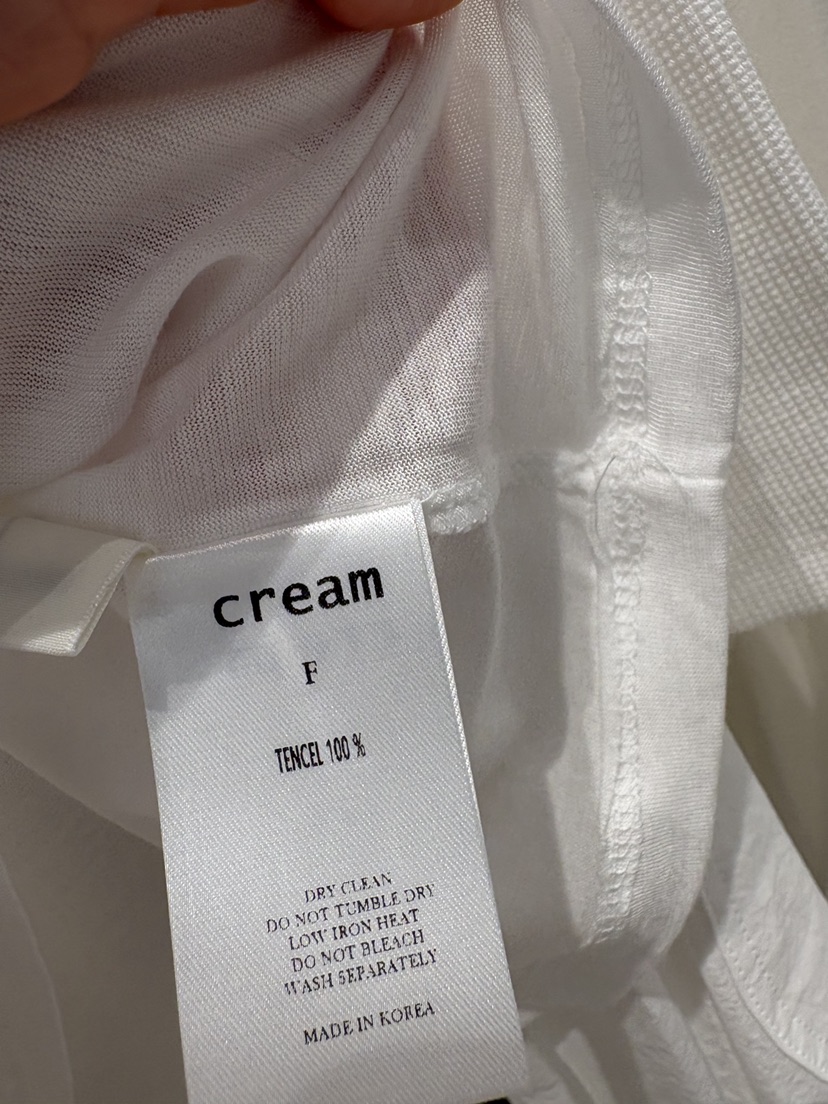 cream
F
TENCEL 100 %
DRY CLEAN
DO NOT TUMBLE DRY
LOW IRON HEAT
DO NOT BLEACH
WASH SEPARATELY
MADE IN KOREA